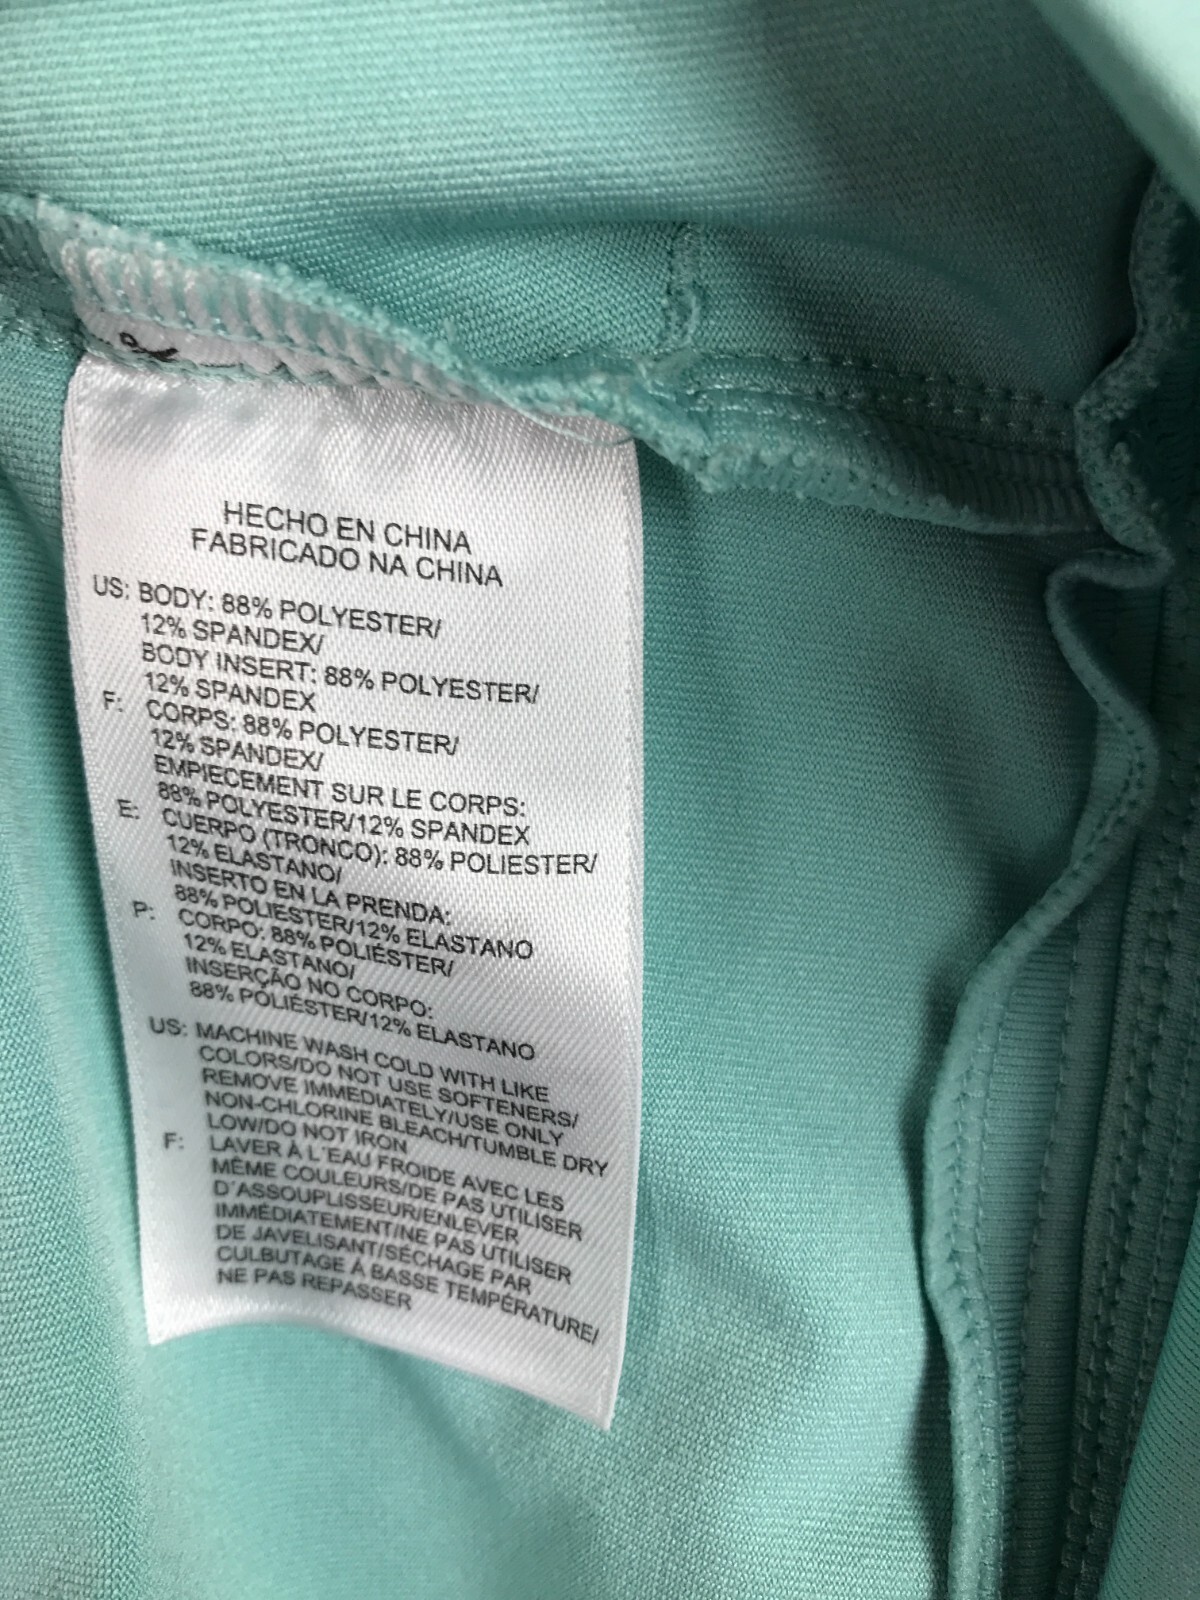 HECHO EN CHINA
FABRICADO NA CHINA
US: BODY: 88% POLYESTER/
12% SPANDEX/
BODY INSERT: 88% POLYESTER/
12% SPANDEX
F: CORPS: 88% POLYESTER/
12% SPANDEX/
EMPIECEMENT SUR LE CORPS:
88% POLYESTER/12% SPANDEX
E: CUERPO (TRONCO): 88% POLIESTER/
12% ELASTANO/
INSERTO EN LA PRENDA:
88% POLIESTER/12% ELASTANO
P: CORPO: 88% POLIÉSTER/
12% ELASTANO/
INSERÇÃO NO CORPO:
88% POLIÉSTER/12% ELASTANO
US: MACHINE WASH COLD WITH LIKE
COLORS/DO NOT USE SOFTENERS/
REMOVE IMMEDIATELY/USE ONLY
NON-CHLORINE BLEACH/TUMBLE DRY
LOW/DO NOT IRON
F: LAVER À L'EAU FROIDE AVEC LES
MÊME COULEURS/DE PAS UTILISER
D'ASSOUPLISSEUR/ENLEVER
IMMÉDIATEMENT/NE PAS UTILISER
DE JAVELISANT/SÉCHAGE PAR
CULBUTAGE À BASSE TEMPÉRATURE/
NE PAS REPASSER